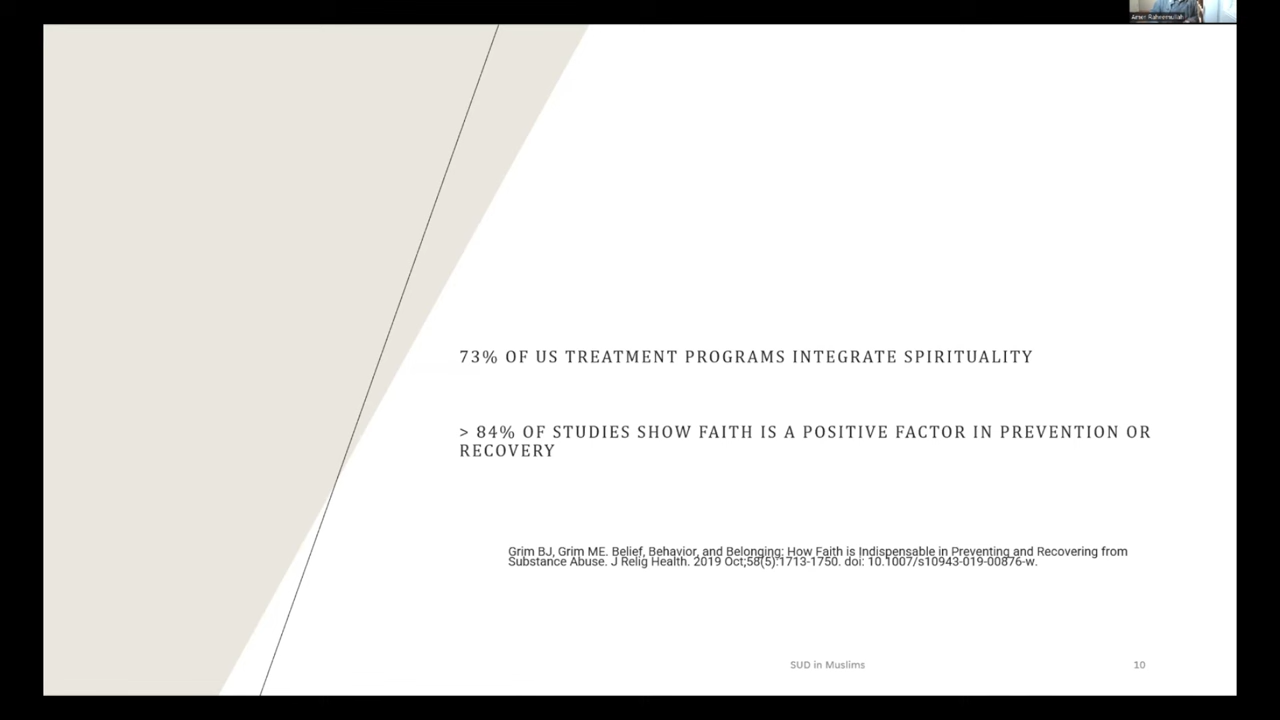 73% OF US TREATMENT PROGRAMS INTEGRATE SPIRITUALITY
> 84% OF STUDIES SHOW FAITH IS A POSITIVE FACTOR IN PREVENTION OR
RECOVERY
Grim BJ, Grim ME. Belief, Behavior, and Belonging: How Faith is Indispensable in Preventing and Recovering from
Substance Abuse. J Relig Health. 2019 Oct;58(5):1713-1750. doi: 10.1007/s10943-019-00876-w.
SUD in Muslims
10